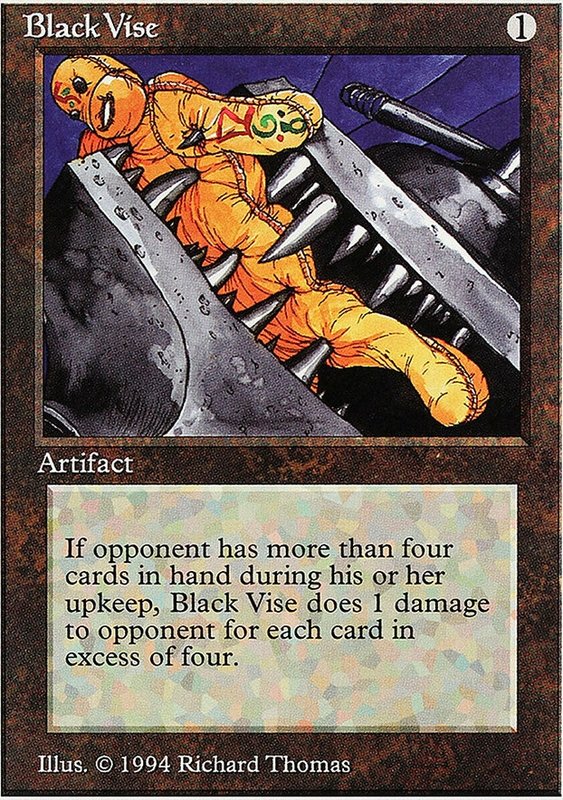 Black Vise 1
Artifact
If opponent has more than four
cards in hand during his or her
upkeep, Black Vise does 1 damage
to opponent for each card in
excess of four.
Illus. © 1994 Richard Thomas